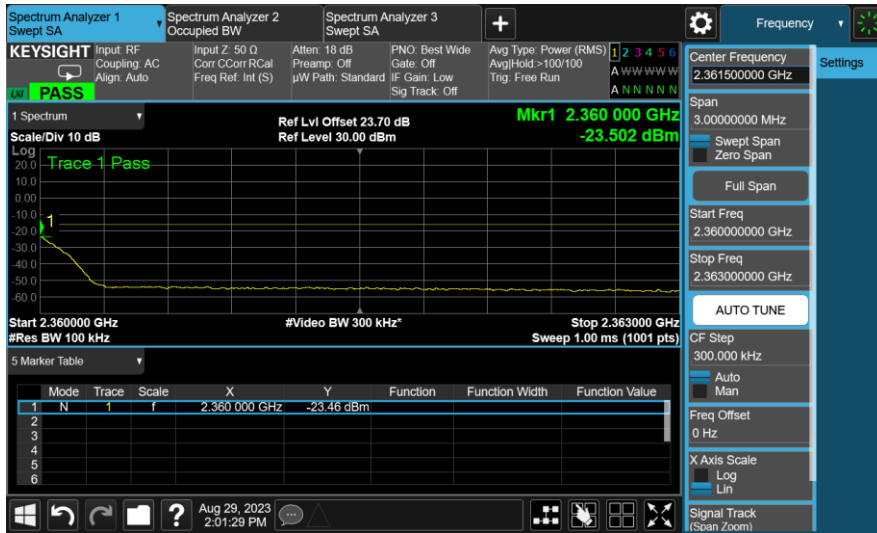 Spectrum Analyzer 1
Swept SA
Spectrum Analyzer 2
Occupied BW
Spectrum Analyzer 3
Swept SA
+
Frequency
KEYSIGHT
Input: RF
Coupling: AC
Align: Auto
Input Z: 50 Ω
Corr CCorr RCal
Freq Ref: Int (S)
Atten: 18 dB
Preamp: Off
µW Path: Standard
PNO: Best Wide
Gate: Off
IF Gain: Low
Sig Track: Off
Avg Type: Power (RMS)
Avg|Hold:>100/100
Trig: Free Run
1 2 3 4 5 6
A W W W W W
A N N N N N
LXI
PASS
1 Spectrum
Scale/Div 10 dB
Ref Lvl Offset 23.70 dB
Ref Level 30.00 dBm
Mkr1 2.360 000 GHz
-23.502 dBm
Log
Trace 1 Pass
20.0
10.0
0.00
-10.0
-20.0
-30.0
-40.0
-50.0
-60.0
1
Start 2.360000 GHz
#Res BW 100 kHz
#Video BW 300 kHz*
Stop 2.363000 GHz
Sweep 1.00 ms (1001 pts)
5 Marker Table
Mode Trace Scale X Y Function Function Width Function Value
1 N 1 f 2.360 000 GHz -23.46 dBm
2
3
4
5
6
?
Aug 29, 2023
2:01:29 PM
Center Frequency
2.361500000 GHz
Span
3.00000000 MHz
Swept Span
Zero Span
Full Span
Start Freq
2.360000000 GHz
Stop Freq
2.363000000 GHz
AUTO TUNE
CF Step
300.000 kHz
Auto
Man
Freq Offset
0 Hz
X Axis Scale
Log
Lin
Signal Track
(Span Zoom)
Settings